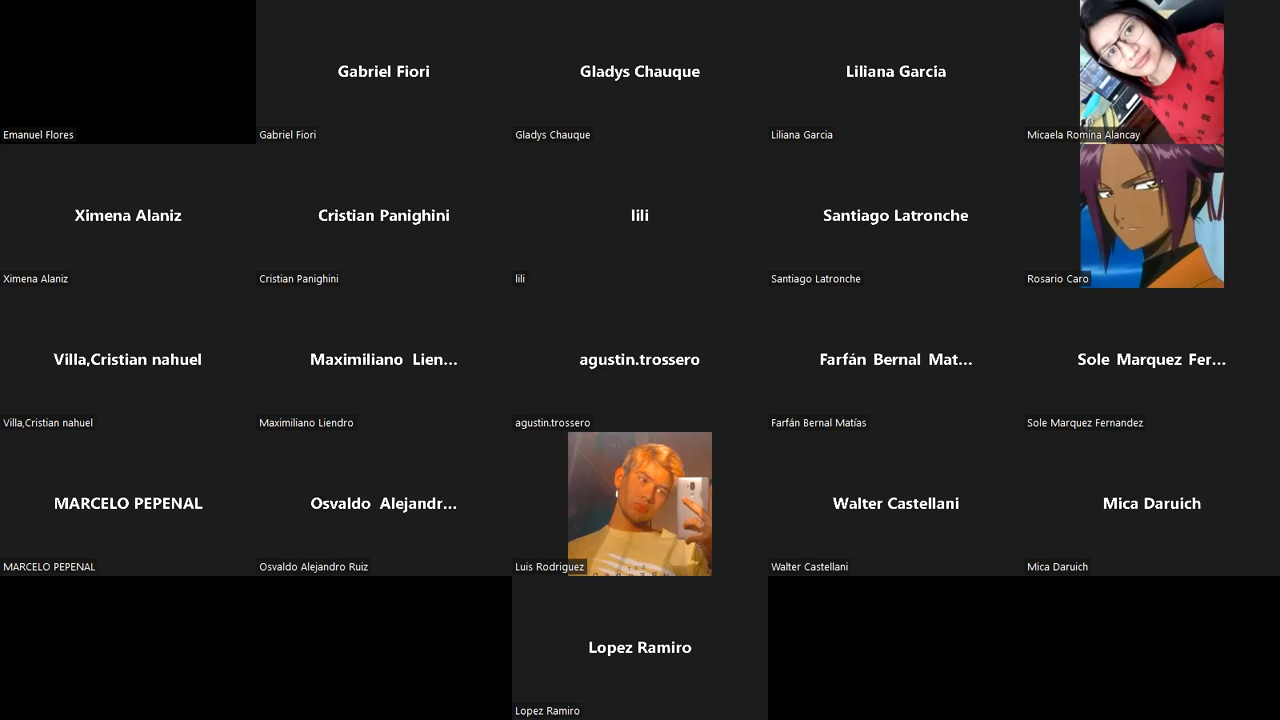 Emanuel Flores
Gabriel Fiori
Gabriel Fiori
Gladys Chauque
Gladys Chauque
Liliana Garcia
Liliana Garcia
Micaela Romina Alancay
Ximena Alaniz
Ximena Alaniz
Cristian Panighini
Cristian Panighini
lili
lili
Santiago Latronche
Santiago Latronche
Rosario Caro
Villa,Cristian nahuel
Villa,Cristian nahuel
Maximiliano Lien...
Maximiliano Liendro
agustin.trossero
agustin.trossero
Farfán Bernal Mat...
Farfán Bernal Matías
Sole Marquez Fer...
Sole Marquez Fernandez
MARCELO PEPENAL
MARCELO PEPENAL
Osvaldo Alejandr...
Osvaldo Alejandro Ruiz
Luis Rodriguez
Walter Castellani
Walter Castellani
Mica Daruich
Mica Daruich
Lopez Ramiro
Lopez Ramiro